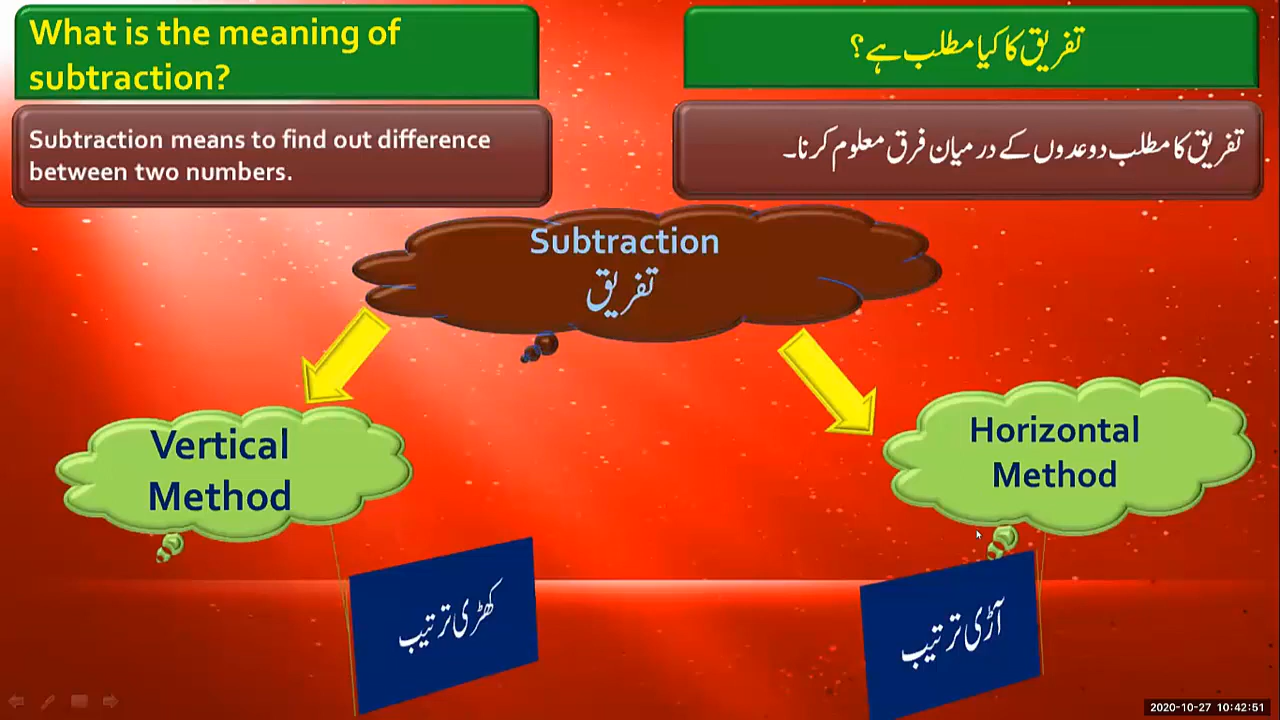 What is the meaning of
subtraction?
تفریق کا کیا مطلب ہے؟
Subtraction means to find out difference
between two numbers.
تفریق کا مطلب دو عددوں کے درمیان فرق معلوم کرنا۔
Subtraction
تفریق
Vertical
Method
Horizontal
Method
کھڑی ترتیب
آڑی ترتیب
2020-10-27 10:42:51